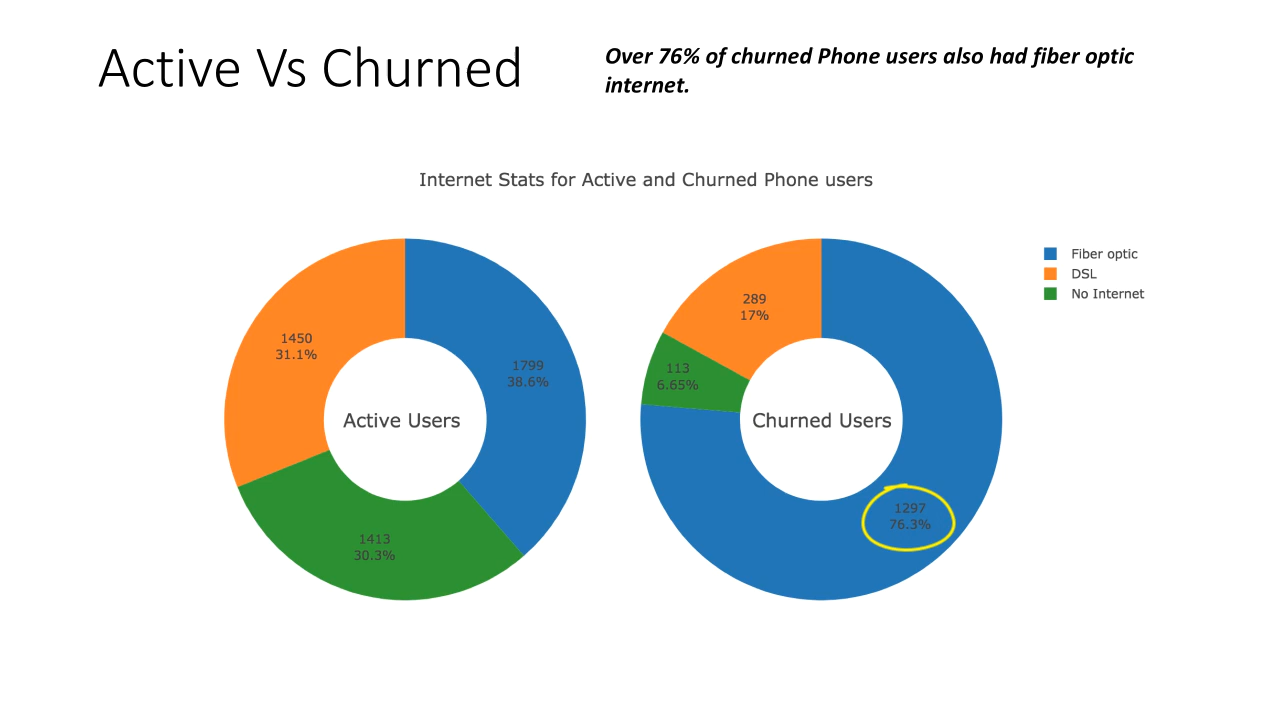 Active Vs Churned
Over 76% of churned Phone users also had fiber optic
internet.
Internet Stats for Active and Churned Phone users
Fiber optic
DSL
No Internet
1450
31.1%
1799
38.6%
1413
30.3%
Active Users
289
17%
113
6.65%
1297
76.3%
Churned Users